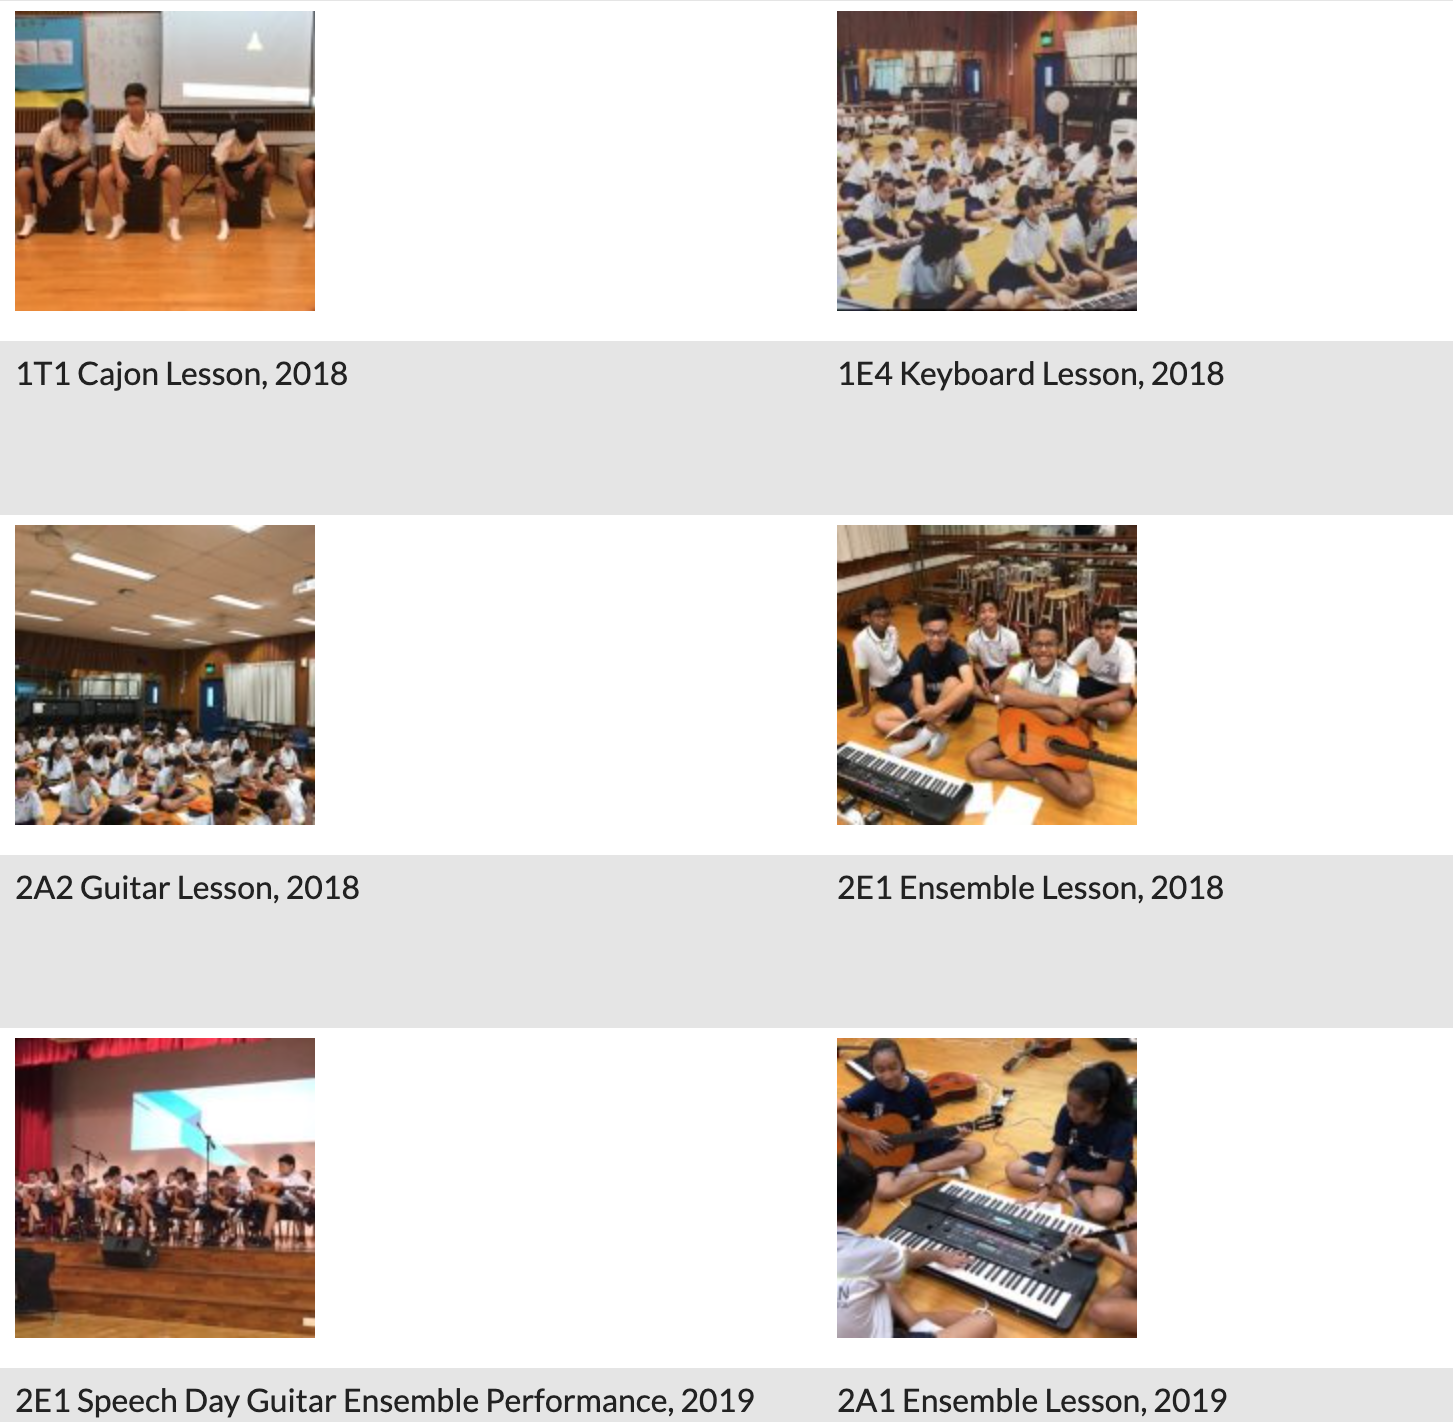 1T1 Cajon Lesson, 2018
1E4 Keyboard Lesson, 2018
2A2 Guitar Lesson, 2018
2E1 Ensemble Lesson, 2018
2E1 Speech Day Guitar Ensemble Performance, 2019
2A1 Ensemble Lesson, 2019